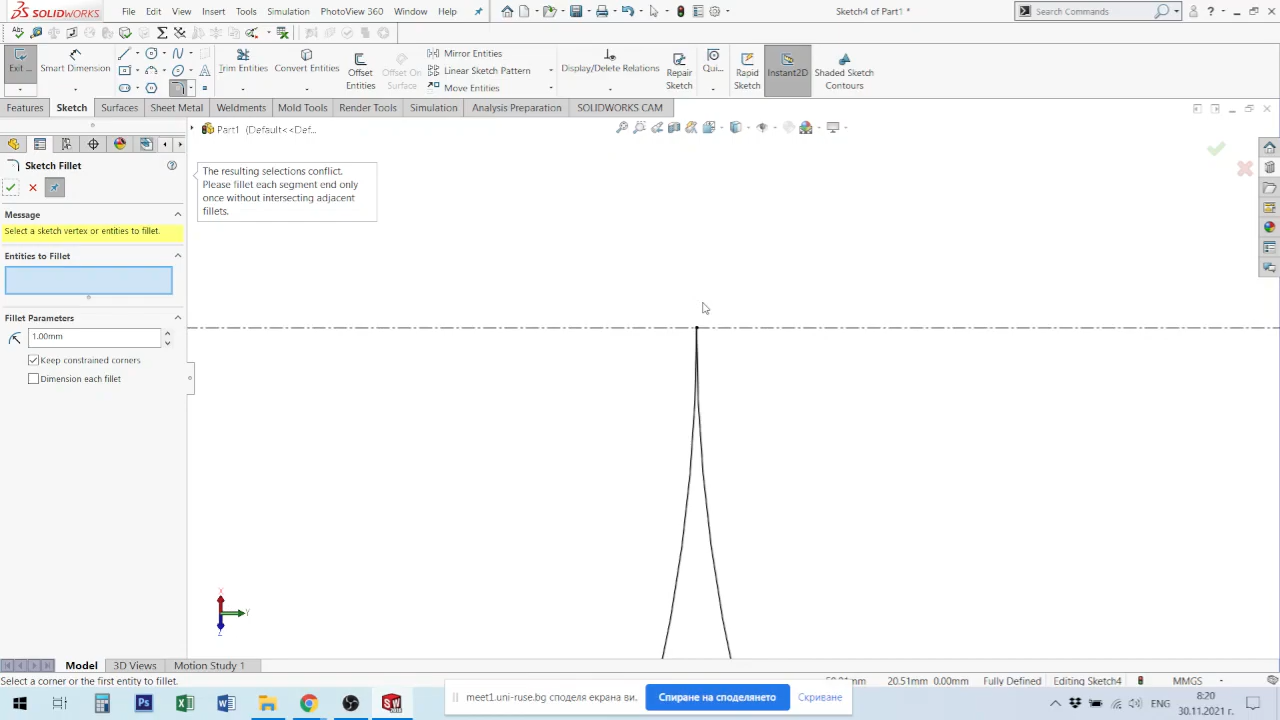 SOLIDWORKS File Edit View Insert Tools Simulation PhotoView 360 Window Help Sketch4 of Part1 * Search Commands
Exit ... Smart Dimension Trim Entities Convert Entities Offset Entities Offset On Surface Mirror Entities Linear Sketch Pattern Move Entities Display/Delete Relations Repair Sketch Qui... Rapid Sketch Instant2D Shaded Sketch Contours
Features Sketch Surfaces Sheet Metal Weldments Mold Tools Render Tools Simulation Analysis Preparation SOLIDWORKS CAM
Part1 (Default<<Def...
Sketch Fillet
The resulting selections conflict.
Please fillet each segment end only
once without intersecting adjacent
fillets.
Message
Select a sketch vertex or entities to fillet.
Entities to Fillet
Fillet Parameters
1.00mm
Keep constrained corners
Dimension each fillet
X
Y
Z
Model 3D Views Motion Study 1
Select a corner or the first entity to fillet. 20.51mm 0.00mm Fully Defined Editing Sketch4 MMGS
meet1.uni-ruse.bg споделя екрана ви. Спиране на споделянето Скриване
ENG 8:20
30.11.2021 г.